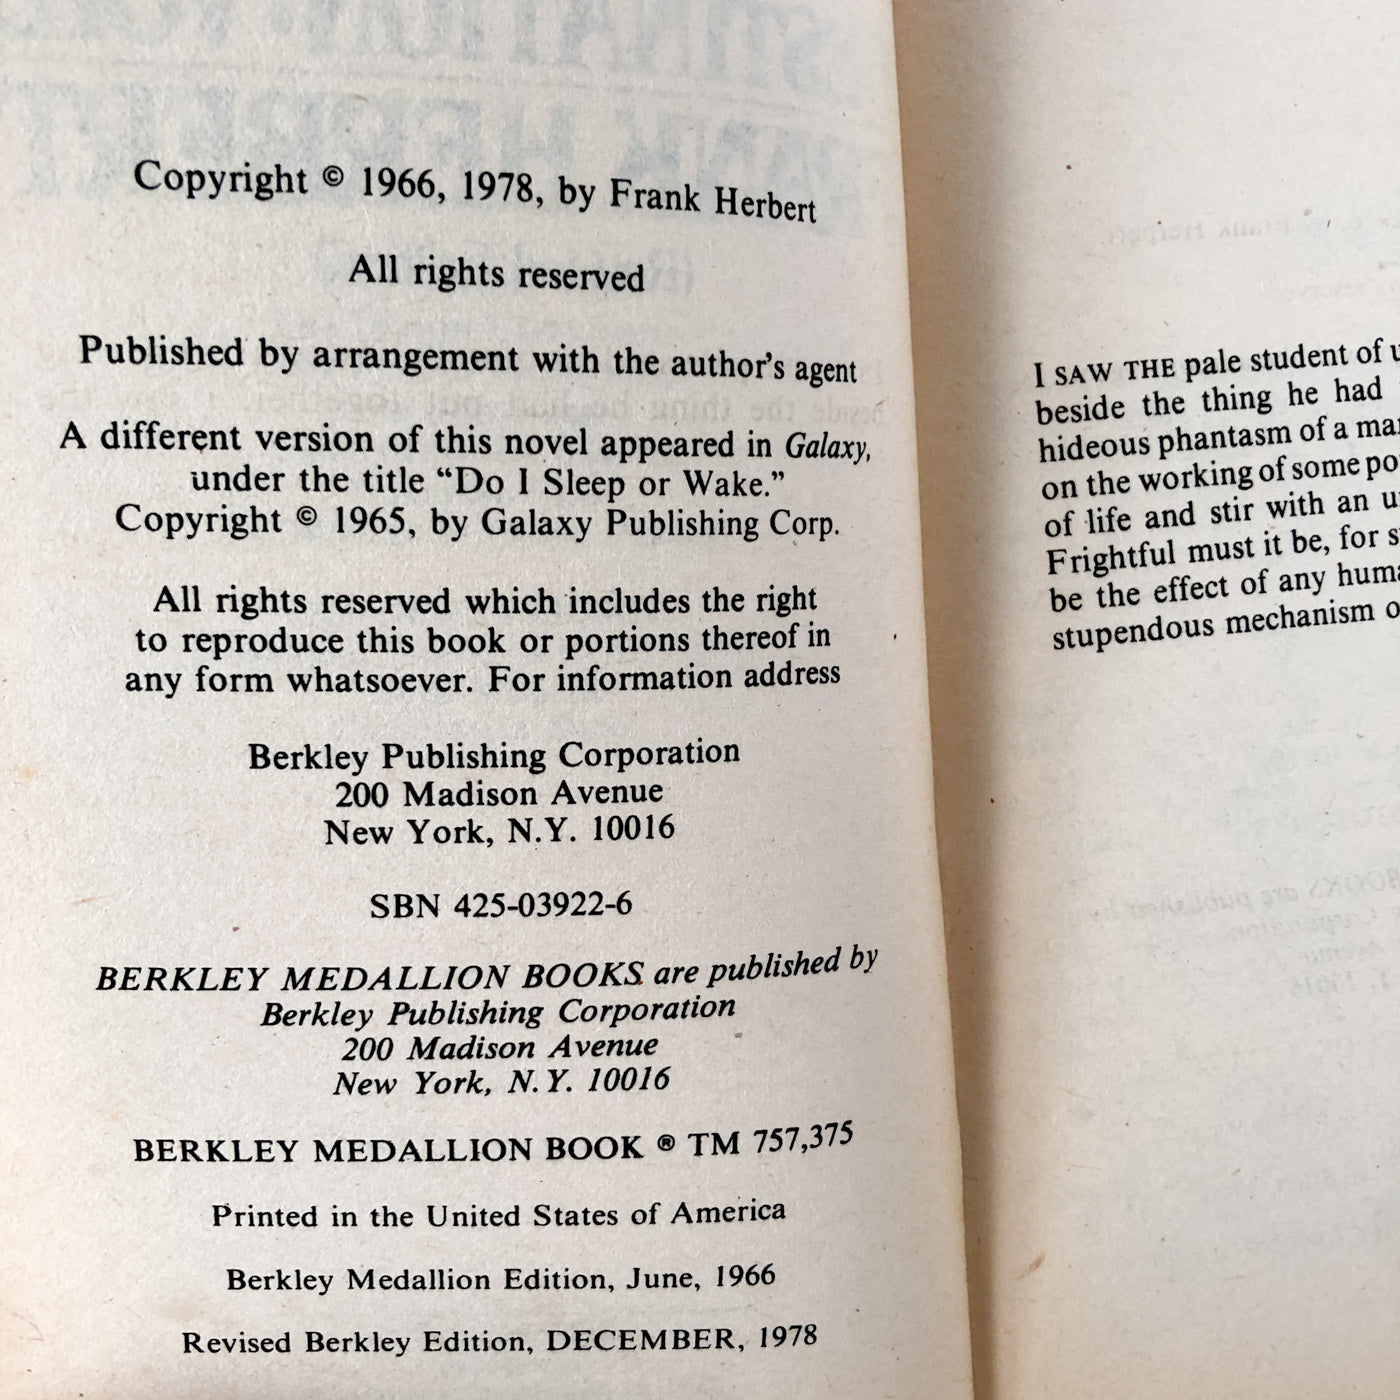 Copyright © 1966, 1978, by Frank Herbert
All rights reserved
Published by arrangement with the author's agent
A different version of this novel appeared in Galaxy,
under the title “Do I Sleep or Wake.”
Copyright © 1965, by Galaxy Publishing Corp.
All rights reserved which includes the right
to reproduce this book or portions thereof in
any form whatsoever. For information address
Berkley Publishing Corporation
200 Madison Avenue
New York, N.Y. 10016
SBN 425-03922-6
BERKLEY MEDALLION BOOKS are published by
Berkley Publishing Corporation
200 Madison Avenue
New York, N.Y. 10016
BERKLEY MEDALLION BOOK ® TM 757,375
Printed in the United States of America
Berkley Medallion Edition, June, 1966
Revised Berkley Edition, DECEMBER, 1978
I SAW THE pale student of
beside the thing he had
hideous phantasm of a
on the working of some
of life and stir with an
Frightful must it be, for
be the effect of any
stupendous mechanism